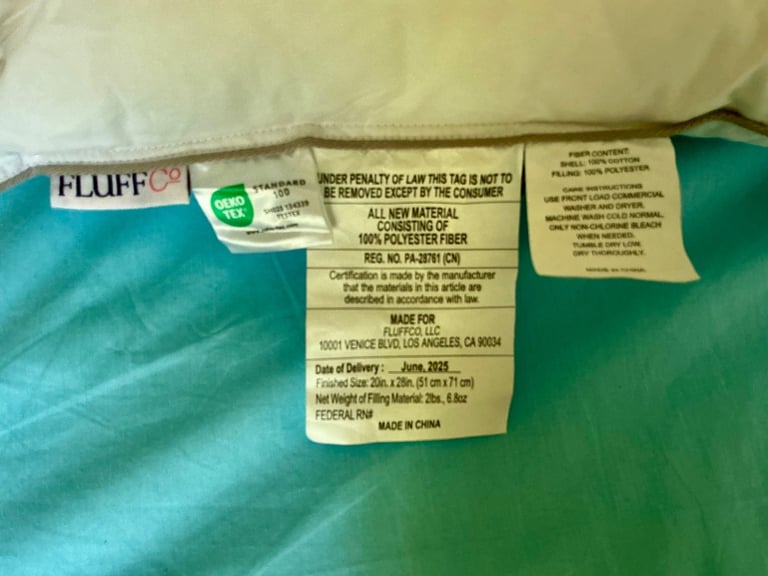 FLUFFCo
OEKO
TEX®
STANDARD
100
SHGS 134339
TESTEX
UNDER PENALTY OF LAW THIS TAG IS NOT TO
BE REMOVED EXCEPT BY THE CONSUMER
ALL NEW MATERIAL
CONSISTING OF
100% POLYESTER FIBER
REG. NO. PA-28761 (CN)
Certification is made by the manufacturer
that the materials in this article are
described in accordance with law.
MADE FOR
FLUFFCO, LLC
10001 VENICE BLVD, LOS ANGELES, CA 90034
Date of Delivery : June, 2025
Finished Size: 20in. x 28in. (51 cm x 71 cm)
Net Weight of Filling Material: 2lbs., 6.8oz
FEDERAL RN#
MADE IN CHINA
FIBER CONTENT:
SHELL: 100% COTTON
FILLING: 100% POLYESTER
CARE INSTRUCTIONS
USE FRONT LOAD COMMERCIAL
WASHER AND DRYER.
MACHINE WASH COLD NORMAL.
ONLY NON-CHLORINE BLEACH
WHEN NEEDED.
TUMBLE DRY LOW.
DRY THOROUGHLY.